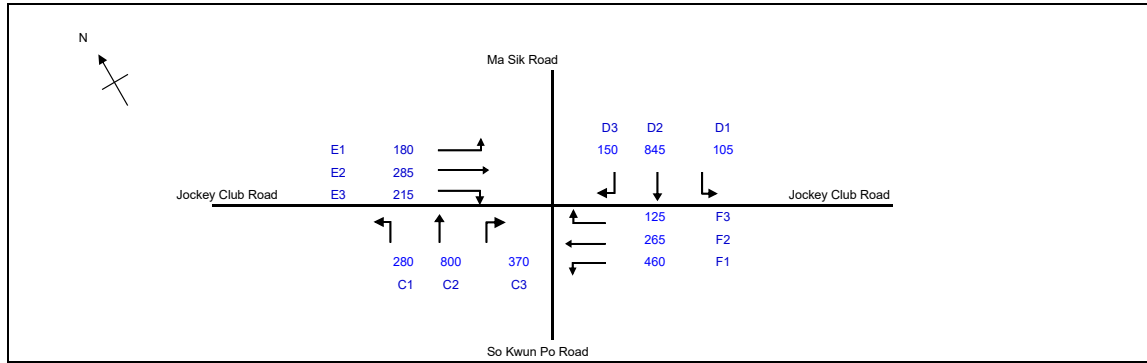 N
Ma Sik Road
D3 D2 D1
E1 180 150 845 105
E2 285
E3 215
Jockey Club Road Jockey Club Road
125 F3
265 F2
280 800 370 460 F1
C1 C2 C3
So Kwun Po Road